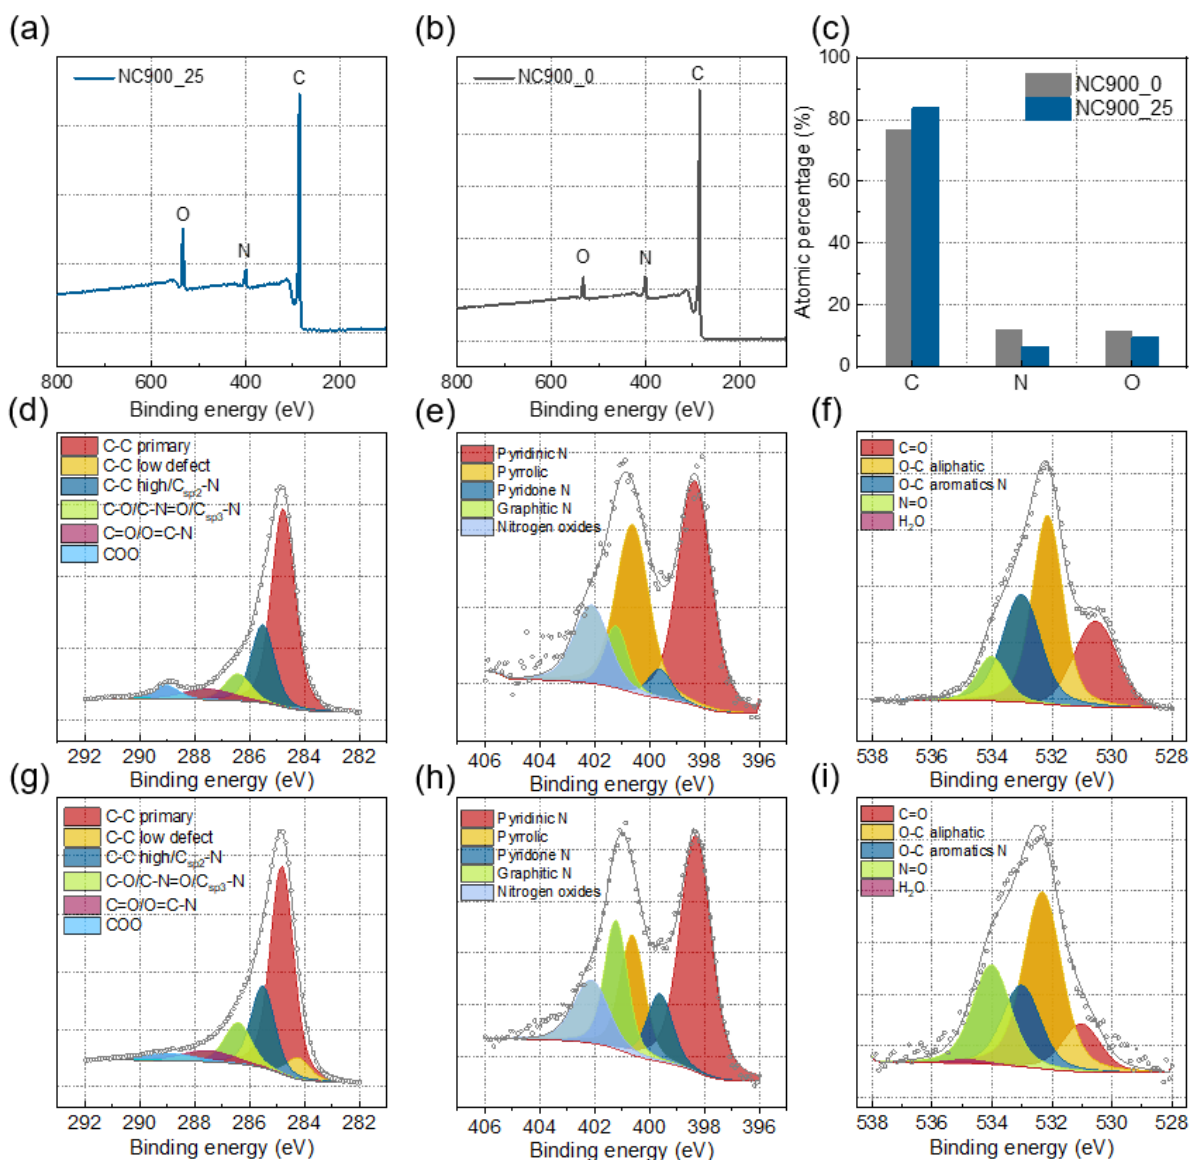 (a)
NC900_25
C
O
N
800 600 400 200
Binding energy (eV)
(b)
NC900_0
C
O
N
800 600 400 200
Binding energy (eV)
(c)
Atomic percentage (%)
100
80
60
40
20
0
NC900_0
NC900_25
C N O
(d)
C-C primary
C-C low defect
C-C high/Csp2-N
C-O/C-N=O/Csp3-N
C=O/O=C-N
COO
292 290 288 286 284 282
Binding energy (eV)
(e)
Pyridinic N
Pyrrolic
Pyridone N
Graphitic N
Nitrogen oxides
406 404 402 400 398 396
Binding energy (eV)
(f)
C=O
O-C aliphatic
O-C aromatics N
N=O
H2O
538 536 534 532 530 528
Binding energy (eV)
(g)
C-C primary
C-C low defect
C-C high/Csp2-N
C-O/C-N=O/Csp3-N
C=O/O=C-N
COO
292 290 288 286 284 282
Binding energy (eV)
(h)
Pyridinic N
Pyrrolic
Pyridone N
Graphitic N
Nitrogen oxides
406 404 402 400 398 396
Binding energy (eV)
(i)
C=O
O-C aliphatic
O-C aromatics N
N=O
H2O
538 536 534 532 530 528
Binding energy (eV)